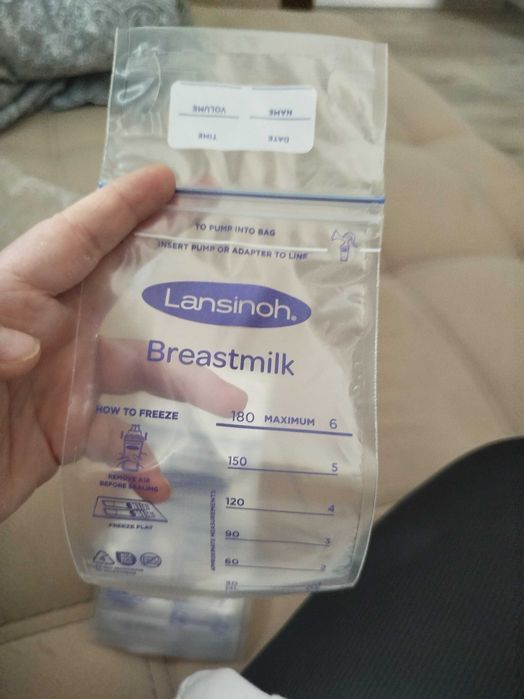 VOLUME NAME
TIME DATE
TO PUMP INTO BAG
INSERT PUMP OR ADAPTER TO LINE
Lansinoh®
Breastmilk
HOW TO FREEZE
180 MAXIMUM 6
150 5
120 4
90 3
60 2
REMOVE AIR
BEFORE SEALING
FREEZE FLAT
APPROXIMATE MEASUREMENTS